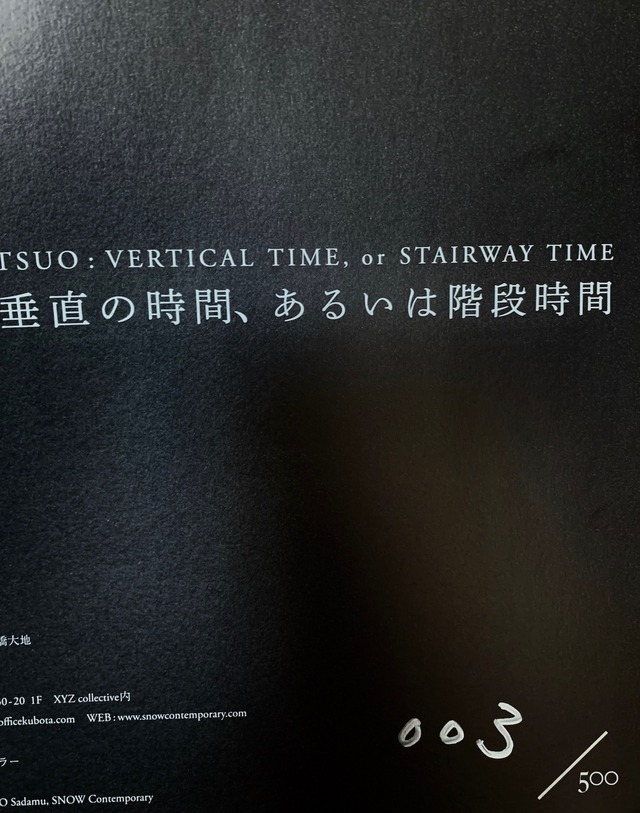 TSUO : VERTICAL TIME, or STAIRWAY TIME
垂直の時間、あるいは階段時間
橋大地
60-20 1F XYZ collective内
officekubota.com WEB : www.snowcontemporary.com
ラー
O Sadamu, SNOW Contemporary
003
/500